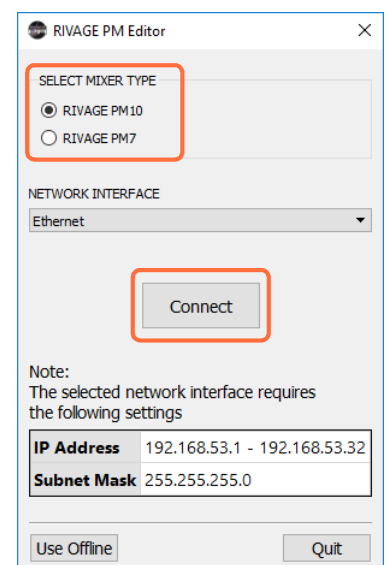 RIVAGE PM Editor
SELECT MIXER TYPE
RIVAGE PM10
RIVAGE PM7
NETWORK INTERFACE
Ethernet
Connect
Note:
The selected network interface requires
the following settings
IP Address 192.168.53.1 - 192.168.53.32
Subnet Mask 255.255.255.0
Use Offline Quit